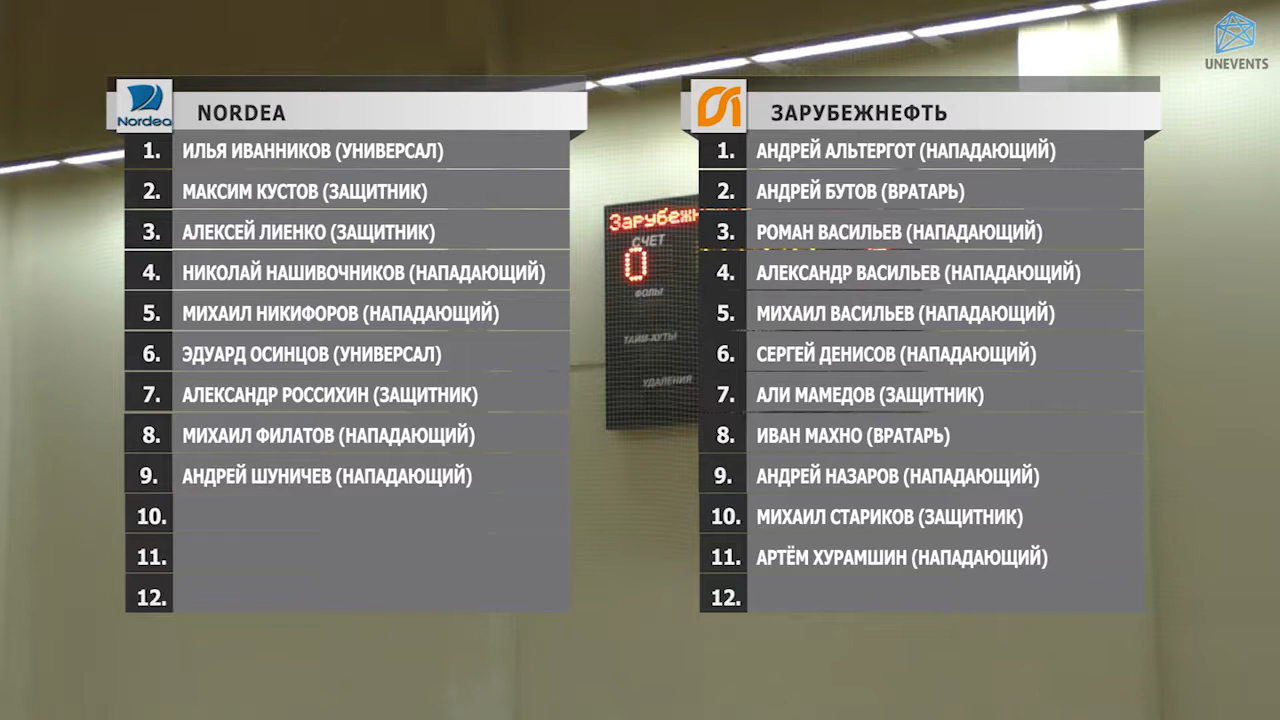 UNEVENTS
Nordea
NORDEA
1. ИЛЬЯ ИВАННИКОВ (УНИВЕРСАЛ)
2. МАКСИМ КУСТОВ (ЗАЩИТНИК)
3. АЛЕКСЕЙ ЛИЕНКО (ЗАЩИТНИК)
4. НИКОЛАЙ НАШИВОЧНИКОВ (НАПАДАЮЩИЙ)
5. МИХАИЛ НИКИФОРОВ (НАПАДАЮЩИЙ)
6. ЭДУАРД ОСИНЦОВ (УНИВЕРСАЛ)
7. АЛЕКСАНДР РОССИХИН (ЗАЩИТНИК)
8. МИХАИЛ ФИЛАТОВ (НАПАДАЮЩИЙ)
9. АНДРЕЙ ШУНИЧЕВ (НАПАДАЮЩИЙ)
10.
11.
12.
Зарубежн
СЧЕТ
0
ФОЛЫ
ТАЙМ-АУТЫ
УДАЛЕНИЯ
ЗАРУБЕЖНЕФТЬ
1. АНДРЕЙ АЛЬТЕРГОТ (НАПАДАЮЩИЙ)
2. АНДРЕЙ БУТОВ (ВРАТАРЬ)
3. РОМАН ВАСИЛЬЕВ (НАПАДАЮЩИЙ)
4. АЛЕКСАНДР ВАСИЛЬЕВ (НАПАДАЮЩИЙ)
5. МИХАИЛ ВАСИЛЬЕВ (НАПАДАЮЩИЙ)
6. СЕРГЕЙ ДЕНИСОВ (НАПАДАЮЩИЙ)
7. АЛИ МАМЕДОВ (ЗАЩИТНИК)
8. ИВАН МАХНО (ВРАТАРЬ)
9. АНДРЕЙ НАЗАРОВ (НАПАДАЮЩИЙ)
10. МИХАИЛ СТАРИКОВ (ЗАЩИТНИК)
11. АРТЁМ ХУРАМШИН (НАПАДАЮЩИЙ)
12.